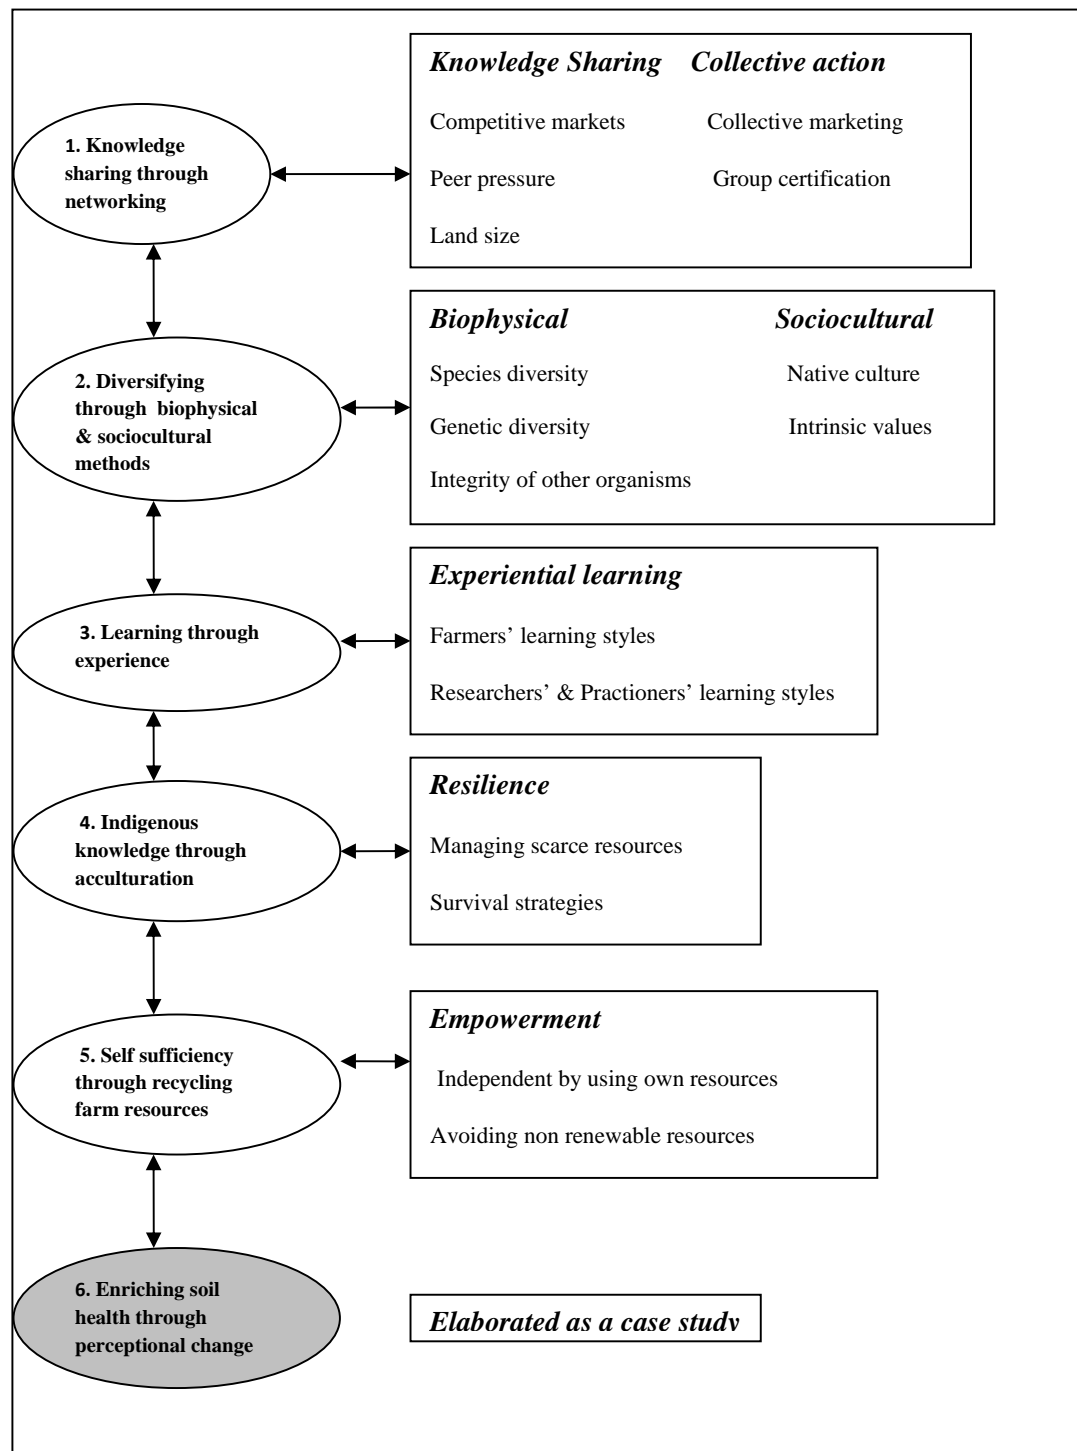 Knowledge Sharing Collective action
Competitive markets Collective marketing
Peer pressure Group certification
Land size
1. Knowledge
sharing through
networking
Biophysical Sociocultural
Species diversity Native culture
Genetic diversity Intrinsic values
Integrity of other organisms
2. Diversifying
through biophysical
& sociocultural
methods
Experiential learning
Farmers’ learning styles
Researchers’ & Practioners’ learning styles
3. Learning through
experience
Resilience
Managing scarce resources
Survival strategies
4. Indigenous
knowledge through
acculturation
Empowerment
Independent by using own resources
Avoiding non renewable resources
5. Self sufficiency
through recycling
farm resources
6. Enriching soil
health through
perceptional change
Elaborated as a case study